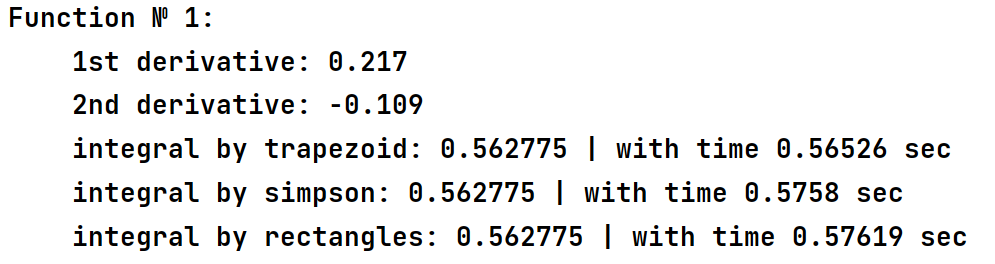 Function № 1:
1st derivative: 0.217
2nd derivative: -0.109
integral by trapezoid: 0.562775 | with time 0.56526 sec
integral by simpson: 0.562775 | with time 0.5758 sec
integral by rectangles: 0.562775 | with time 0.57619 sec